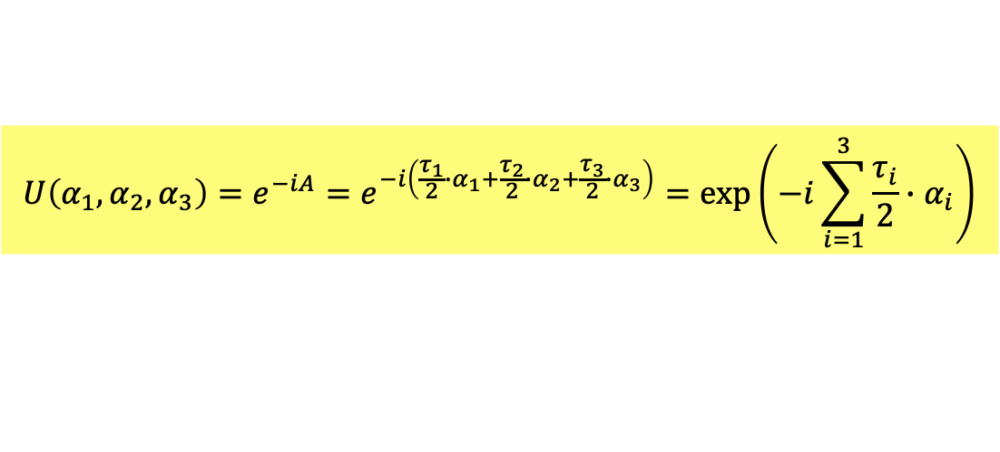 U(α₁, α₂, α₃) = e^{−iA} = e^{−i(τ₁/2·α₁+τ₂/2·α₂+τ₃/2·α₃)} = exp(−i ∑_{i=1}^{3} τᵢ/2 · αᵢ)